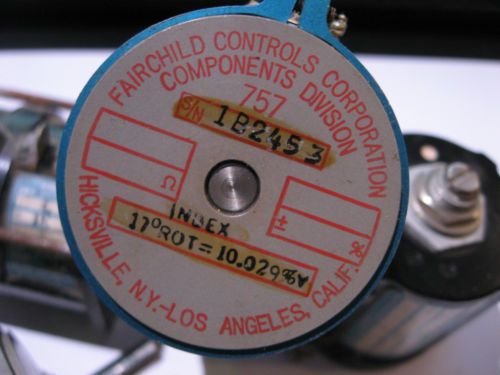 FAIRCHILD CONTROLS CORPORATION
COMPONENTS DIVISION
757
S/N 1B2453
Ω
±
%
INDEX
17°ROT=10.029%
HICKSVILLE, N.Y.-LOS ANGELES, CALIF.